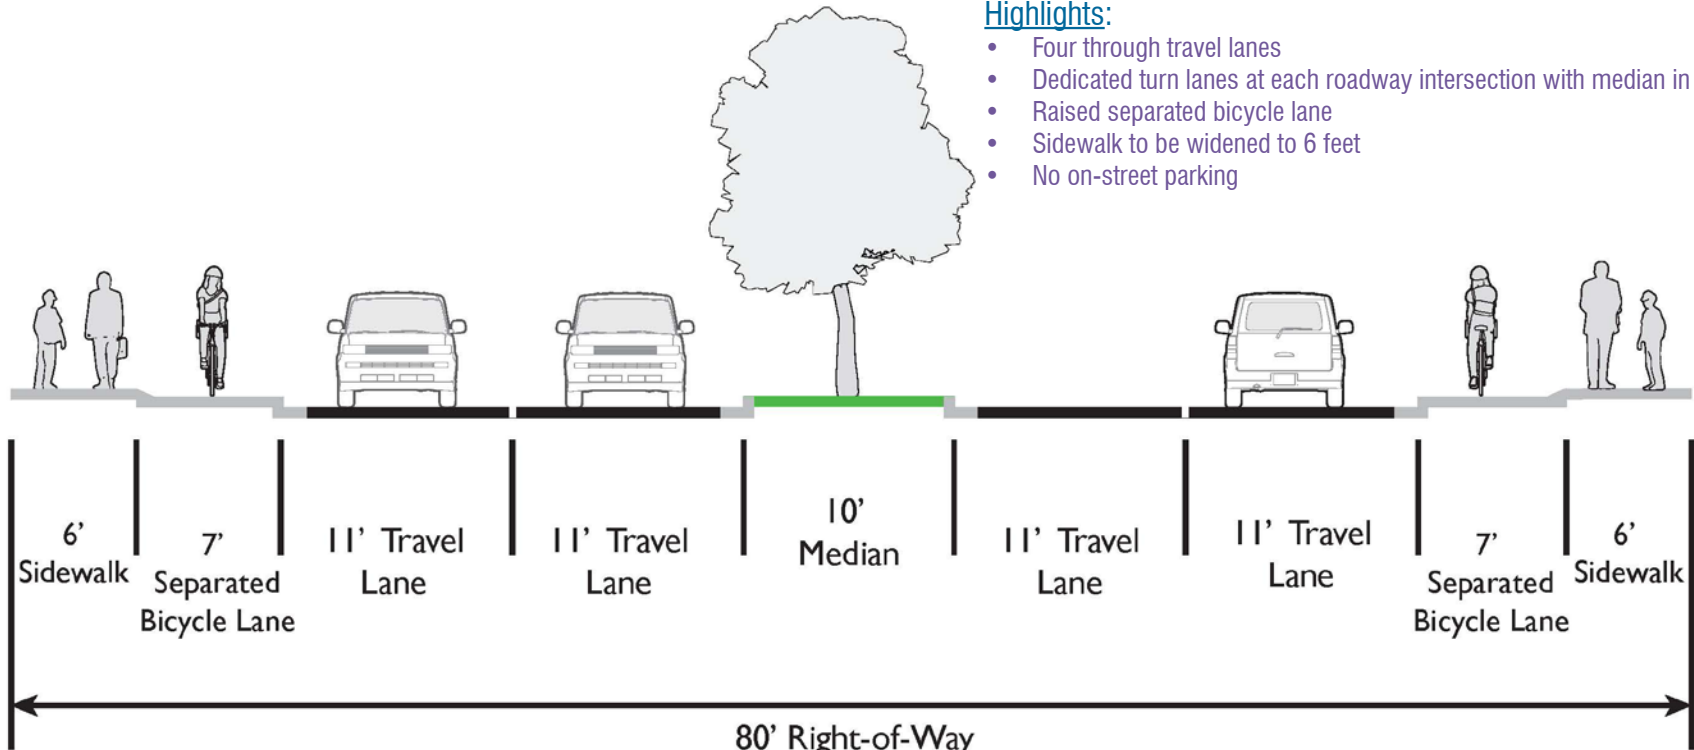 Highlights:
• Four through travel lanes
• Dedicated turn lanes at each roadway intersection with median in
• Raised separated bicycle lane
• Sidewalk to be widened to 6 feet
• No on-street parking
6’
Sidewalk
7’
Separated
Bicycle Lane
11’ Travel
Lane
11’ Travel
Lane
10’
Median
11’ Travel
Lane
11’ Travel
Lane
7’
Separated
Bicycle Lane
6’
Sidewalk
80’ Right-of-Way